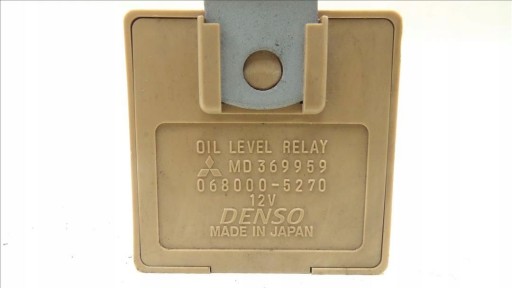 OIL LEVEL RELAY
MD369959
068000-5270
12V
DENSO
MADE IN JAPAN